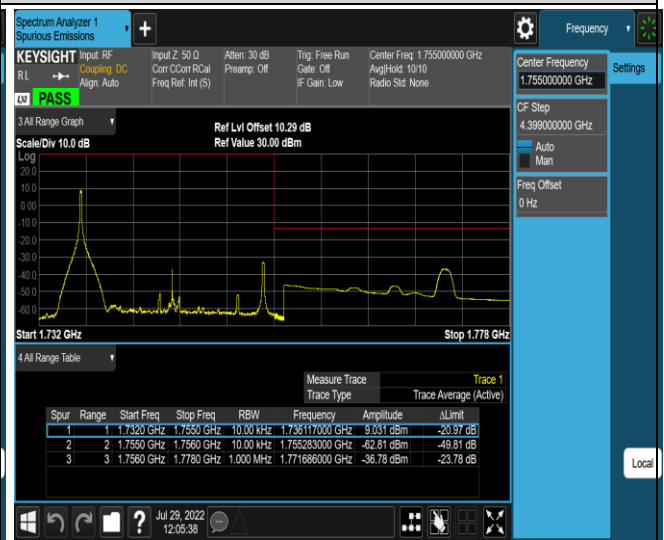 Spectrum Analyzer 1
Spurious Emissions
Frequency
KEYSIGHT Input: RF Input Z: 50 Ω Atten: 30 dB Trig: Free Run Center Freq: 1.755000000 GHz
RL Coupling: DC Corr CCorr RCal Preamp: Off Gate: Off Avg|Hold: 10/10
Align: Auto Freq Ref: Int (S) IF Gain: Low Radio Std: None
LXI PASS
Center Frequency
1.755000000 GHz
Settings
CF Step
4.399000000 GHz
Auto
Man
Freq Offset
0 Hz
3 All Range Graph
Ref Lvl Offset 10.29 dB
Scale/Div 10.0 dB Ref Value 30.00 dBm
Log
20.0
10.0
0.00
-10.0
-20.0
-30.0
-40.0
-50.0
-60.0
Start 1.732 GHz Stop 1.778 GHz
4 All Range Table
Measure Trace Trace 1
Trace Type Trace Average (Active)
Spur Range Start Freq Stop Freq RBW Frequency Amplitude ΔLimit
1 1 1.7320 GHz 1.7550 GHz 10.00 kHz 1.736117000 GHz 9.031 dBm -20.97 dB
2 2 1.7550 GHz 1.7560 GHz 10.00 kHz 1.755283000 GHz -62.81 dBm -49.81 dB
3 3 1.7560 GHz 1.7780 GHz 1.000 MHz 1.771686000 GHz -36.78 dBm -23.78 dB
Local
Jul 29, 2022
12:05:38